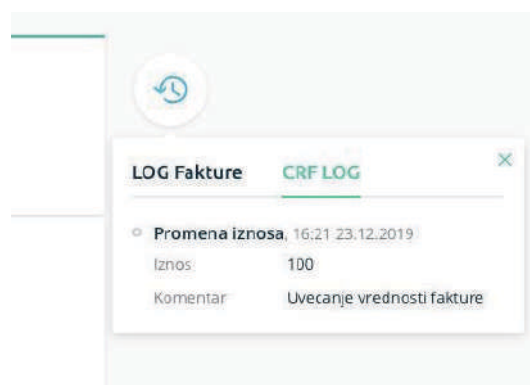 LOG Fakture CRF LOG
Promena iznosa, 16:21 23.12.2019
Iznos 100
Komentar Uvecanje vrednosti fakture